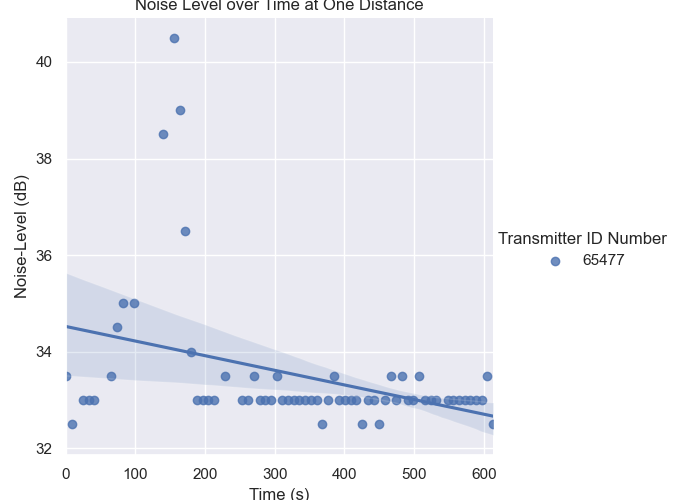 Noise Level over Time at One Distance
40
38
36
34
32
Noise-Level (dB)
0 100 200 300 400 500 600
Time (s)
Transmitter ID Number
65477